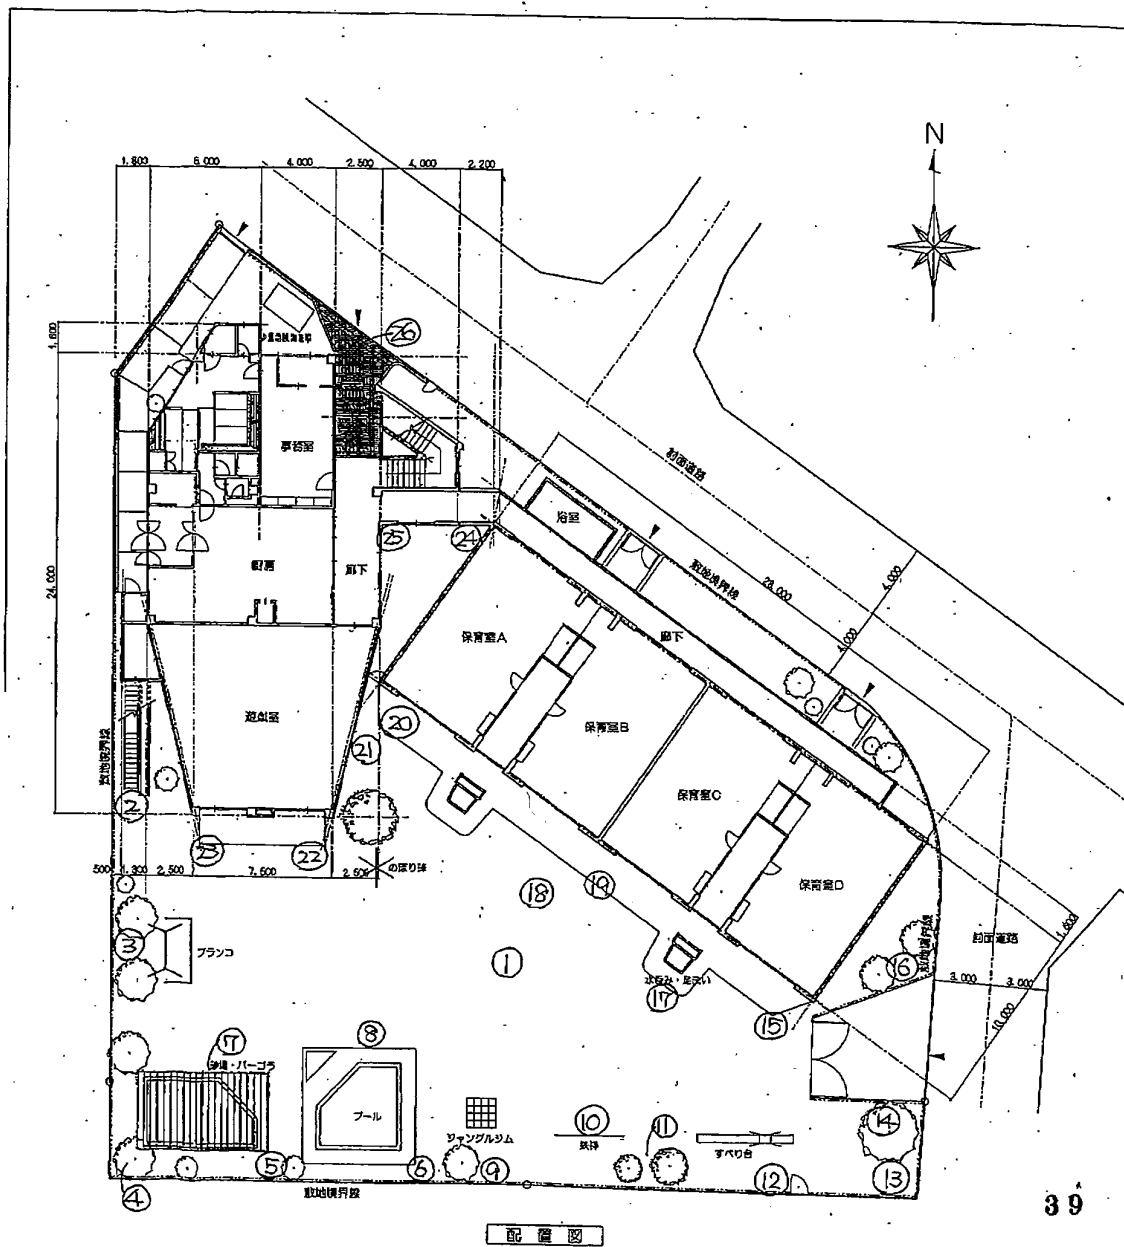 N
1,800
6,000
4,000
2,500
4,000
2,200
1,800
26
事務室
前面道路
浴室
25
24
敷地境界線
28,000
4,000
4,000
24,000
厨房
廊下
廊下
保育室A
遊戯室
20
保育室B
21
敷地境界線
保育室C
2
保育室D
23
22
のぼり棒
500
1,300
2,500
7,500
2,500
18
19
3
ブランコ
1
敷地境界線
前面道路
1,800
6
3,000
3,000
水呑み・足洗い
17
15
10,000
7
8
砂場・パーゴラ
プール
ジャングルジム
10
鉄棒
11
すべり台
14
4
5
6
9
12
13
敷地境界線
39
配置図